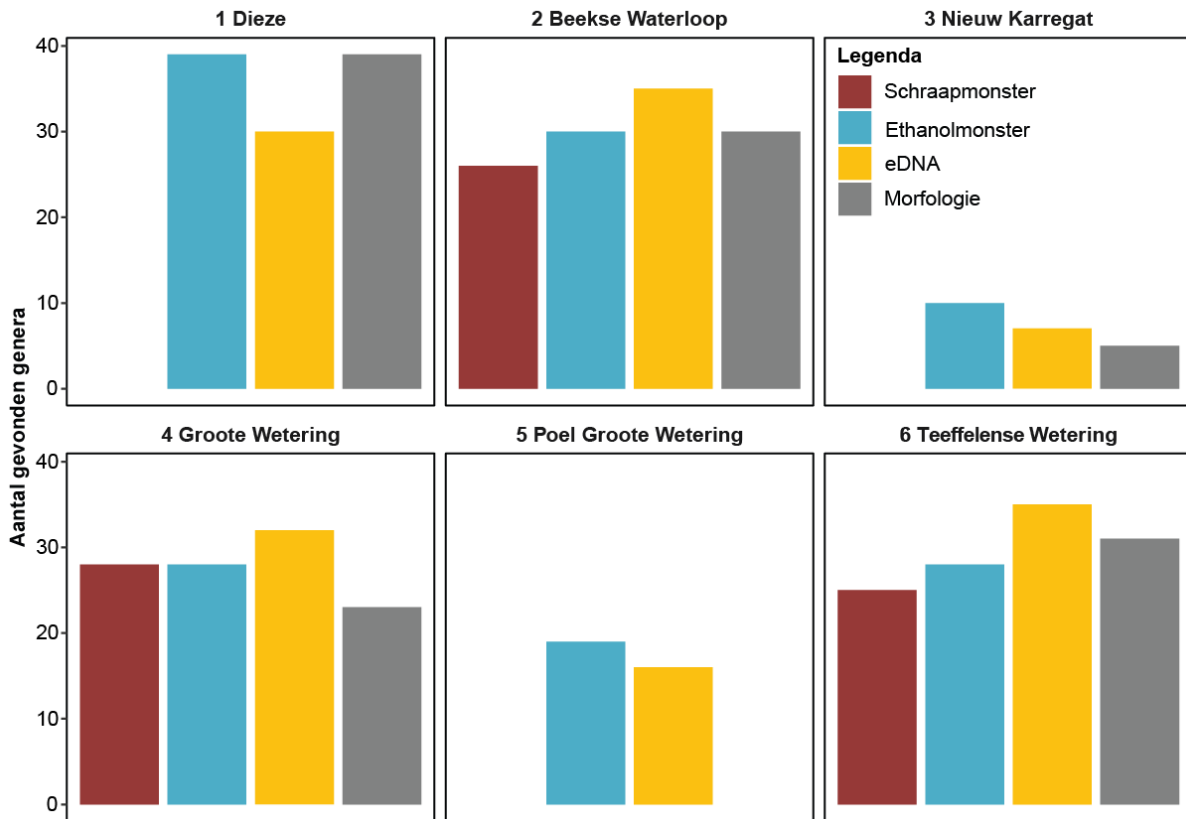 1 Dieze
2 Beekse Waterloop
3 Nieuw Karregat
Aantal gevonden genera
40
30
20
10
0
Legenda
Schraapmonster
Ethanolmonster
eDNA
Morfologie
4 Groote Wetering
5 Poel Groote Wetering
6 Teeffelense Wetering
40
30
20
10
0